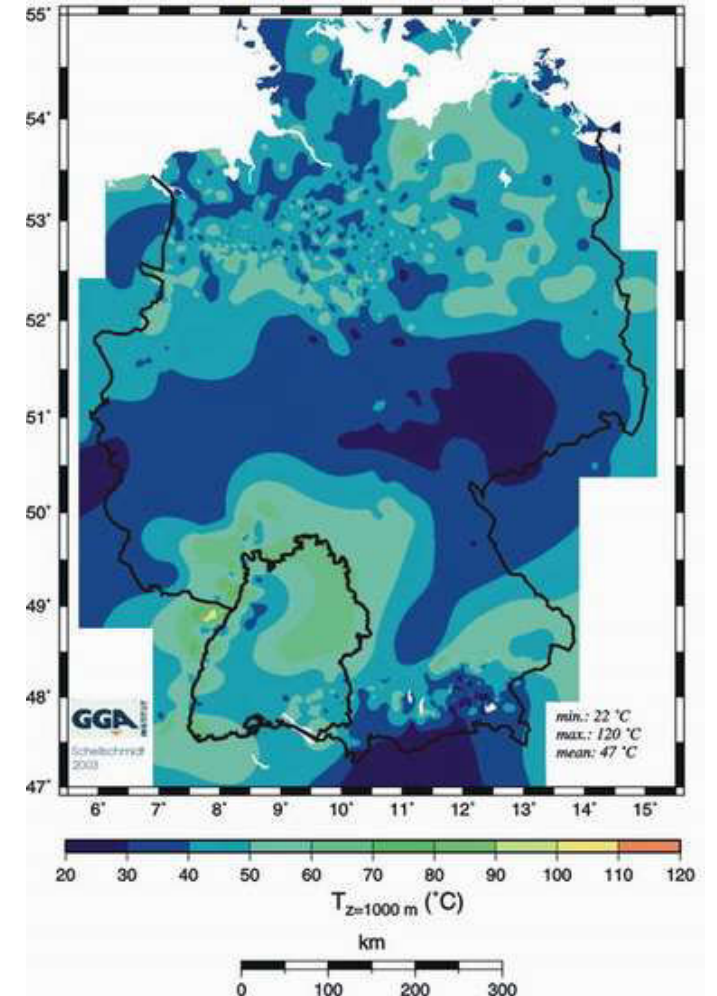 55°
54°
53°
52°
51°
50°
49°
48°
47°
GGA
INSTITUT
Schellschmidt
2003
min.: 22 °C
max.: 120 °C
mean: 47 °C
6° 7° 8° 9° 10° 11° 12° 13° 14° 15°
20 30 40 50 60 70 80 90 100 110 120
Tz=1000 m (°C)
km
0 100 200 300